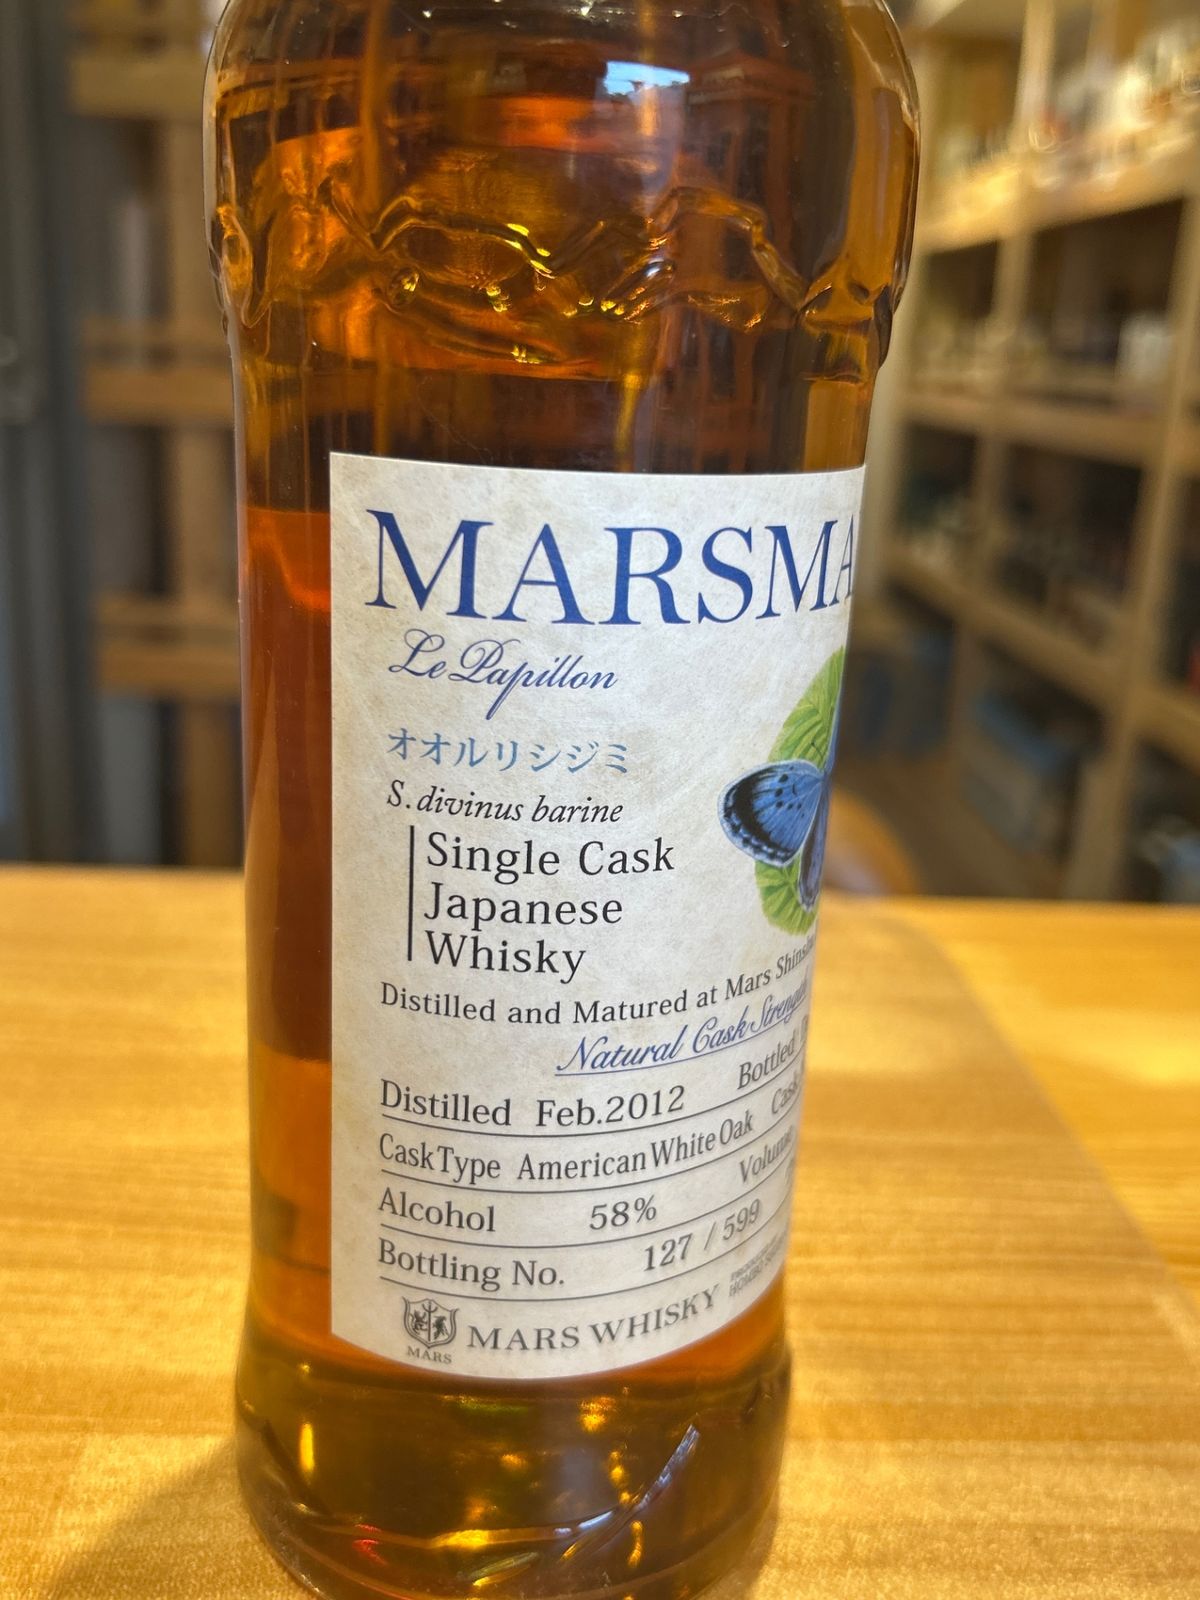 MARSMA
Le Papillon
オオルリシジミ
S. divinus barine
Single Cask
Japanese
Whisky
Distilled and Matured at Mars
Natural Cask Strength
Distilled Feb.2012 Bottled
Cask Type American White Oak Cask
Alcohol 58% Volume
Bottling No. 127 / 599
MARS MARS WHISKY